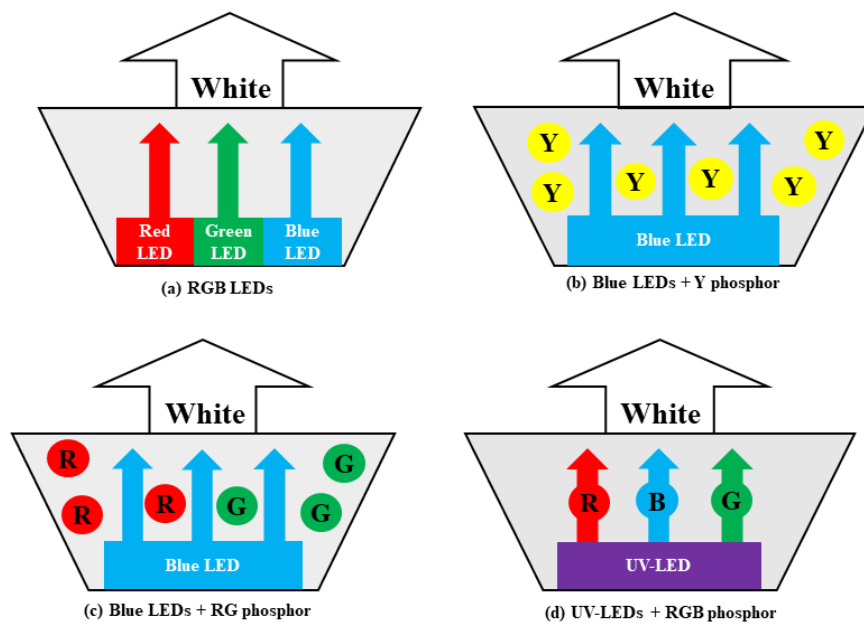 White
Red LED
Green LED
Blue LED
(a) RGB LEDs
White
Y Y Y Y Y Y
Blue LED
(b) Blue LEDs + Y phosphor
White
R R R G G G
Blue LED
(c) Blue LEDs + RG phosphor
White
R B G
UV-LED
(d) UV-LEDs + RGB phosphor